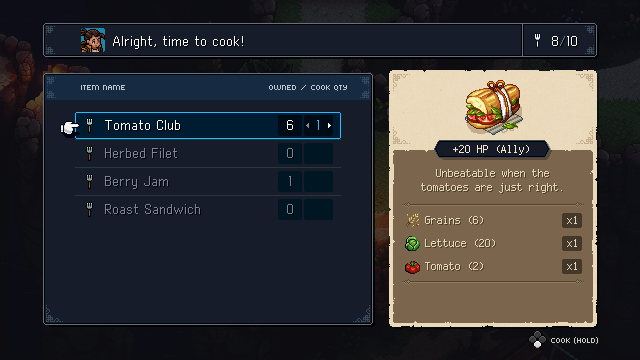 Alright, time to cook!
8/10
ITEM NAME
OWNED / COOK QTY
Tomato Club 6 1
Herbed Filet 0
Berry Jam 1
Roast Sandwich 0
+20 HP (Ally)
Unbeatable when the
tomatoes are just right.
Grains (6) x1
Lettuce (20) x1
Tomato (2) x1
COOK (HOLD)